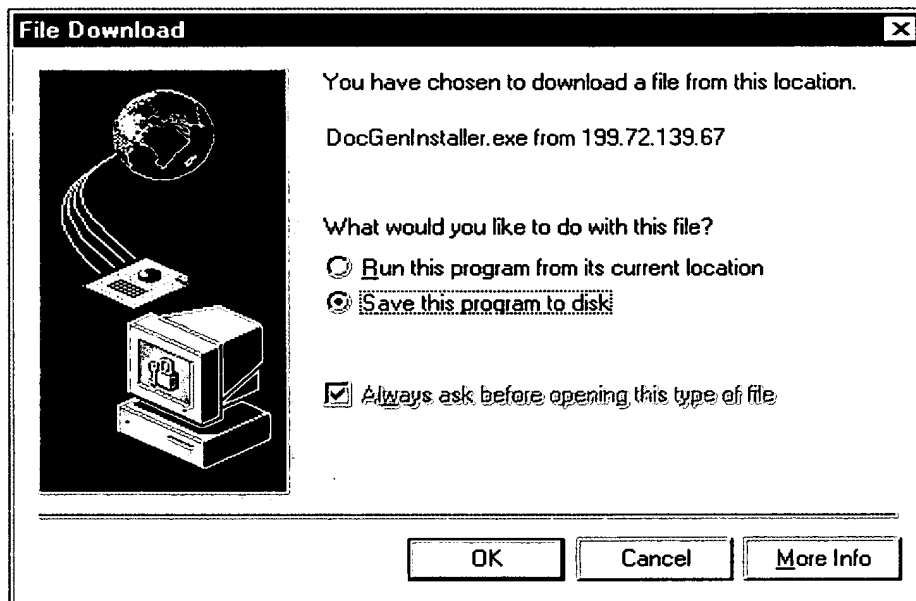 File Download
You have chosen to download a file from this location.
DocGenInstaller.exe from 199.72.139.67
What would you like to do with this file?
Run this program from its current location
Save this program to disk
Always ask before opening this type of file
OK Cancel More Info